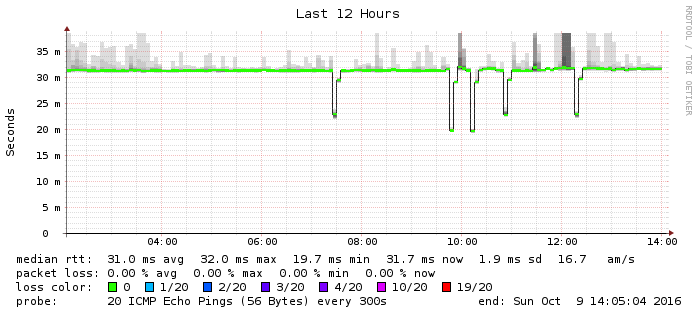 Last 12 Hours
RRDTOOL / TOBI OETIKER
Seconds
35 m
30 m
25 m
20 m
15 m
10 m
5 m
0
04:00 06:00 08:00 10:00 12:00 14:00
median rtt: 31.0 ms avg 32.0 ms max 19.7 ms min 31.7 ms now 1.9 ms sd 16.7 am/s
packet loss: 0.00 % avg 0.00 % max 0.00 % min 0.00 % now
loss color: 0 1/20 2/20 3/20 4/20 10/20 19/20
probe: 20 ICMP Echo Pings (56 Bytes) every 300s end: Sun Oct 9 14:05:04 2016